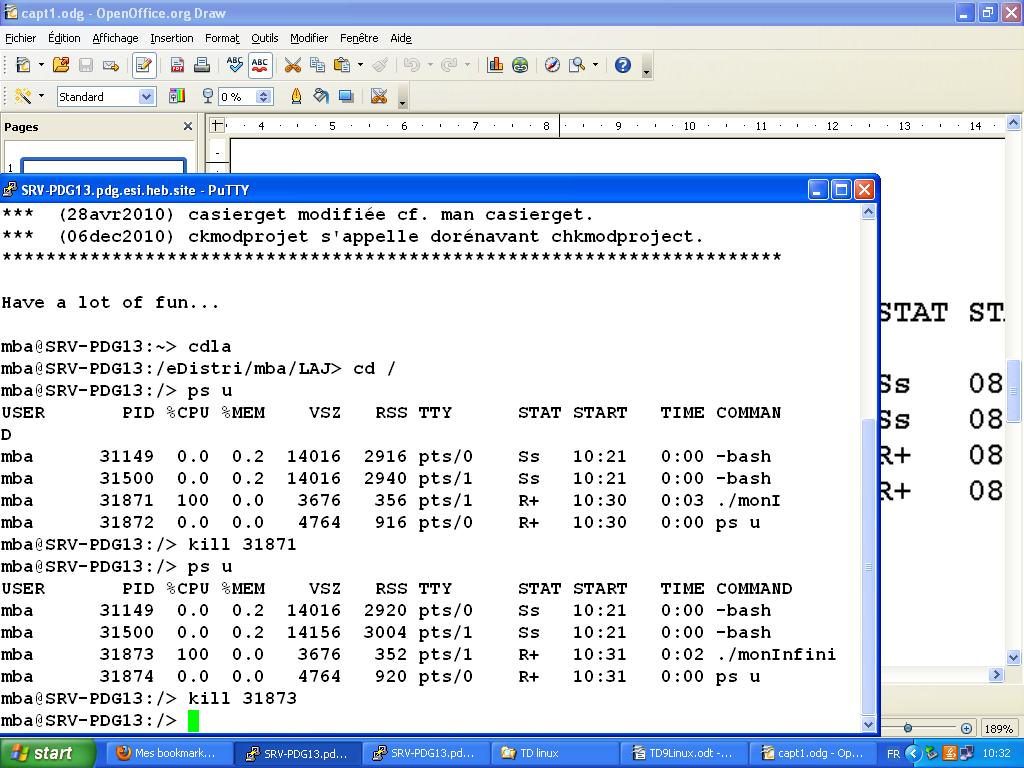 capt1.odg - OpenOffice.org Draw
Fichier Édition Affichage Insertion Format Outils Modifier Fenêtre Aide
ABC ABC
Standard 0 %
Pages
4 5 6 7 8 9 10 11 12 13 14
1
SRV-PDG13.pdg.esi.heb.site - PuTTY
*** (28avr2010) casierget modifiée cf. man casierget.
*** (06dec2010) ckmodprojet s'appelle dorénavant chkmodproject.
***********************************************************************
Have a lot of fun...
mba@SRV-PDG13:~> cdla
mba@SRV-PDG13:/eDistri/mba/LAJ> cd /
mba@SRV-PDG13:/> ps u
USER PID %CPU %MEM VSZ RSS TTY STAT START TIME COMMAN
D
mba 31149 0.0 0.2 14016 2916 pts/0 Ss 10:21 0:00 -bash
mba 31500 0.0 0.2 14016 2940 pts/1 Ss 10:21 0:00 -bash
mba 31871 100 0.0 3676 356 pts/1 R+ 10:30 0:03 ./monI
mba 31872 0.0 0.0 4764 916 pts/0 R+ 10:30 0:00 ps u
mba@SRV-PDG13:/> kill 31871
mba@SRV-PDG13:/> ps u
USER PID %CPU %MEM VSZ RSS TTY STAT START TIME COMMAND
mba 31149 0.0 0.2 14016 2920 pts/0 Ss 10:21 0:00 -bash
mba 31500 0.0 0.2 14156 3004 pts/1 Ss 10:21 0:00 -bash
mba 31873 100 0.0 3676 352 pts/1 R+ 10:31 0:02 ./monInfini
mba 31874 0.0 0.0 4764 920 pts/0 R+ 10:31 0:00 ps u
mba@SRV-PDG13:/> kill 31873
mba@SRV-PDG13:/>
STAT ST
Ss 08
Ss 08
R+ 08
R+ 08
189%
start Mes bookmark... SRV-PDG13.pd... SRV-PDG13.pd... TD linux TD9Linux.odt -... capt1.odg - Op... FR 10:32